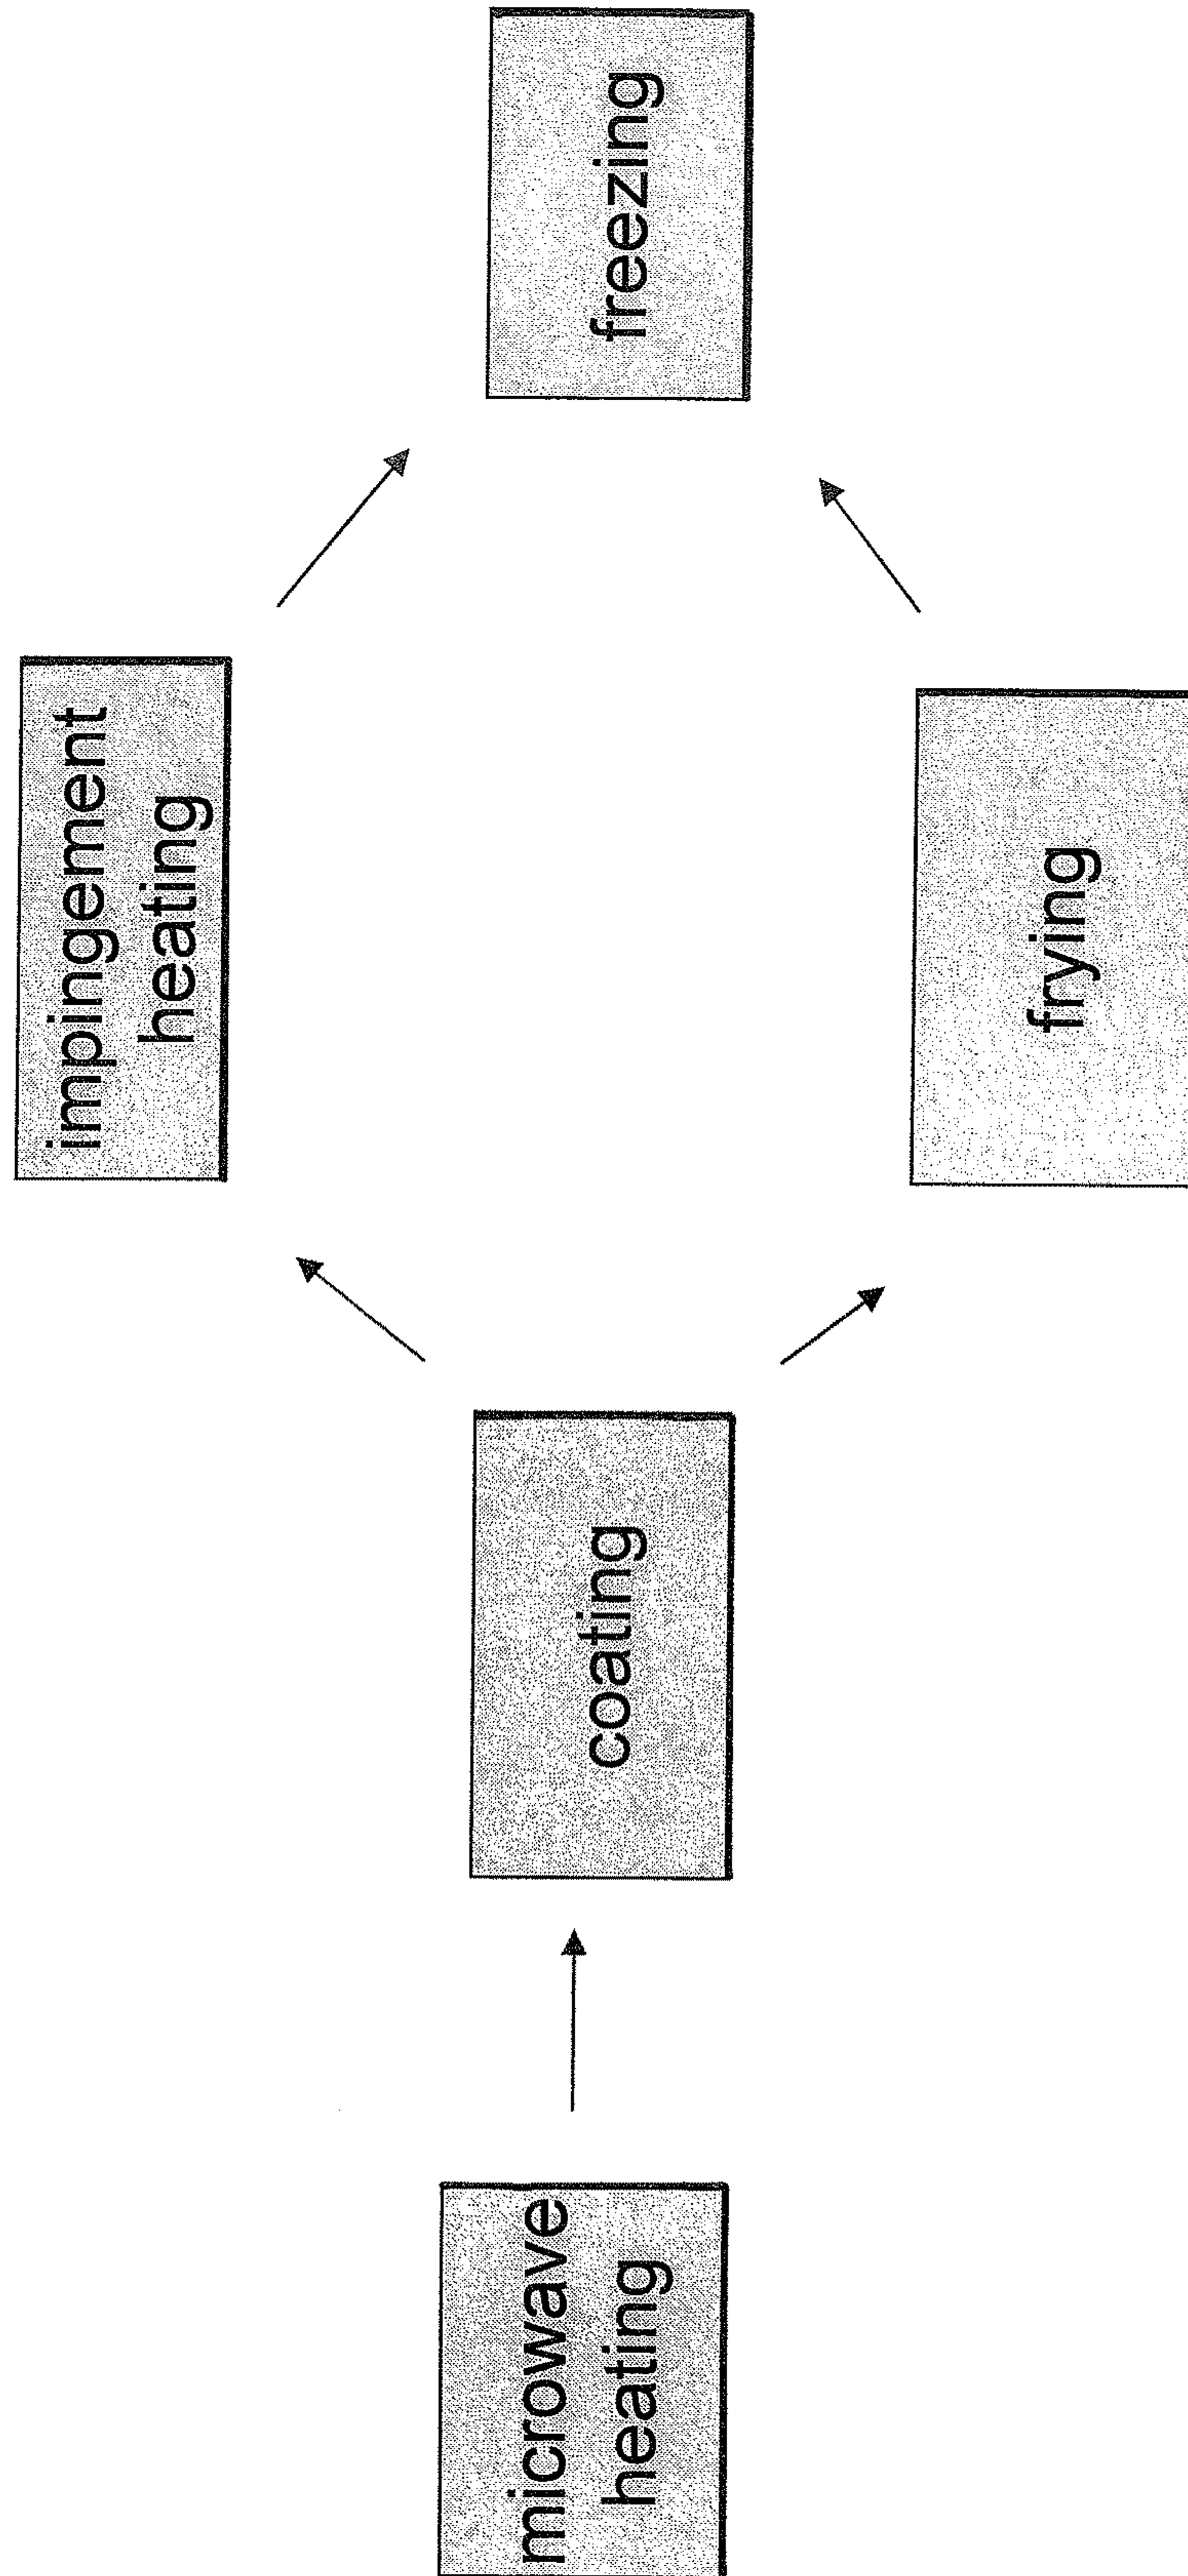 microwave
heating
coating
impingement
heating
frying
freezing